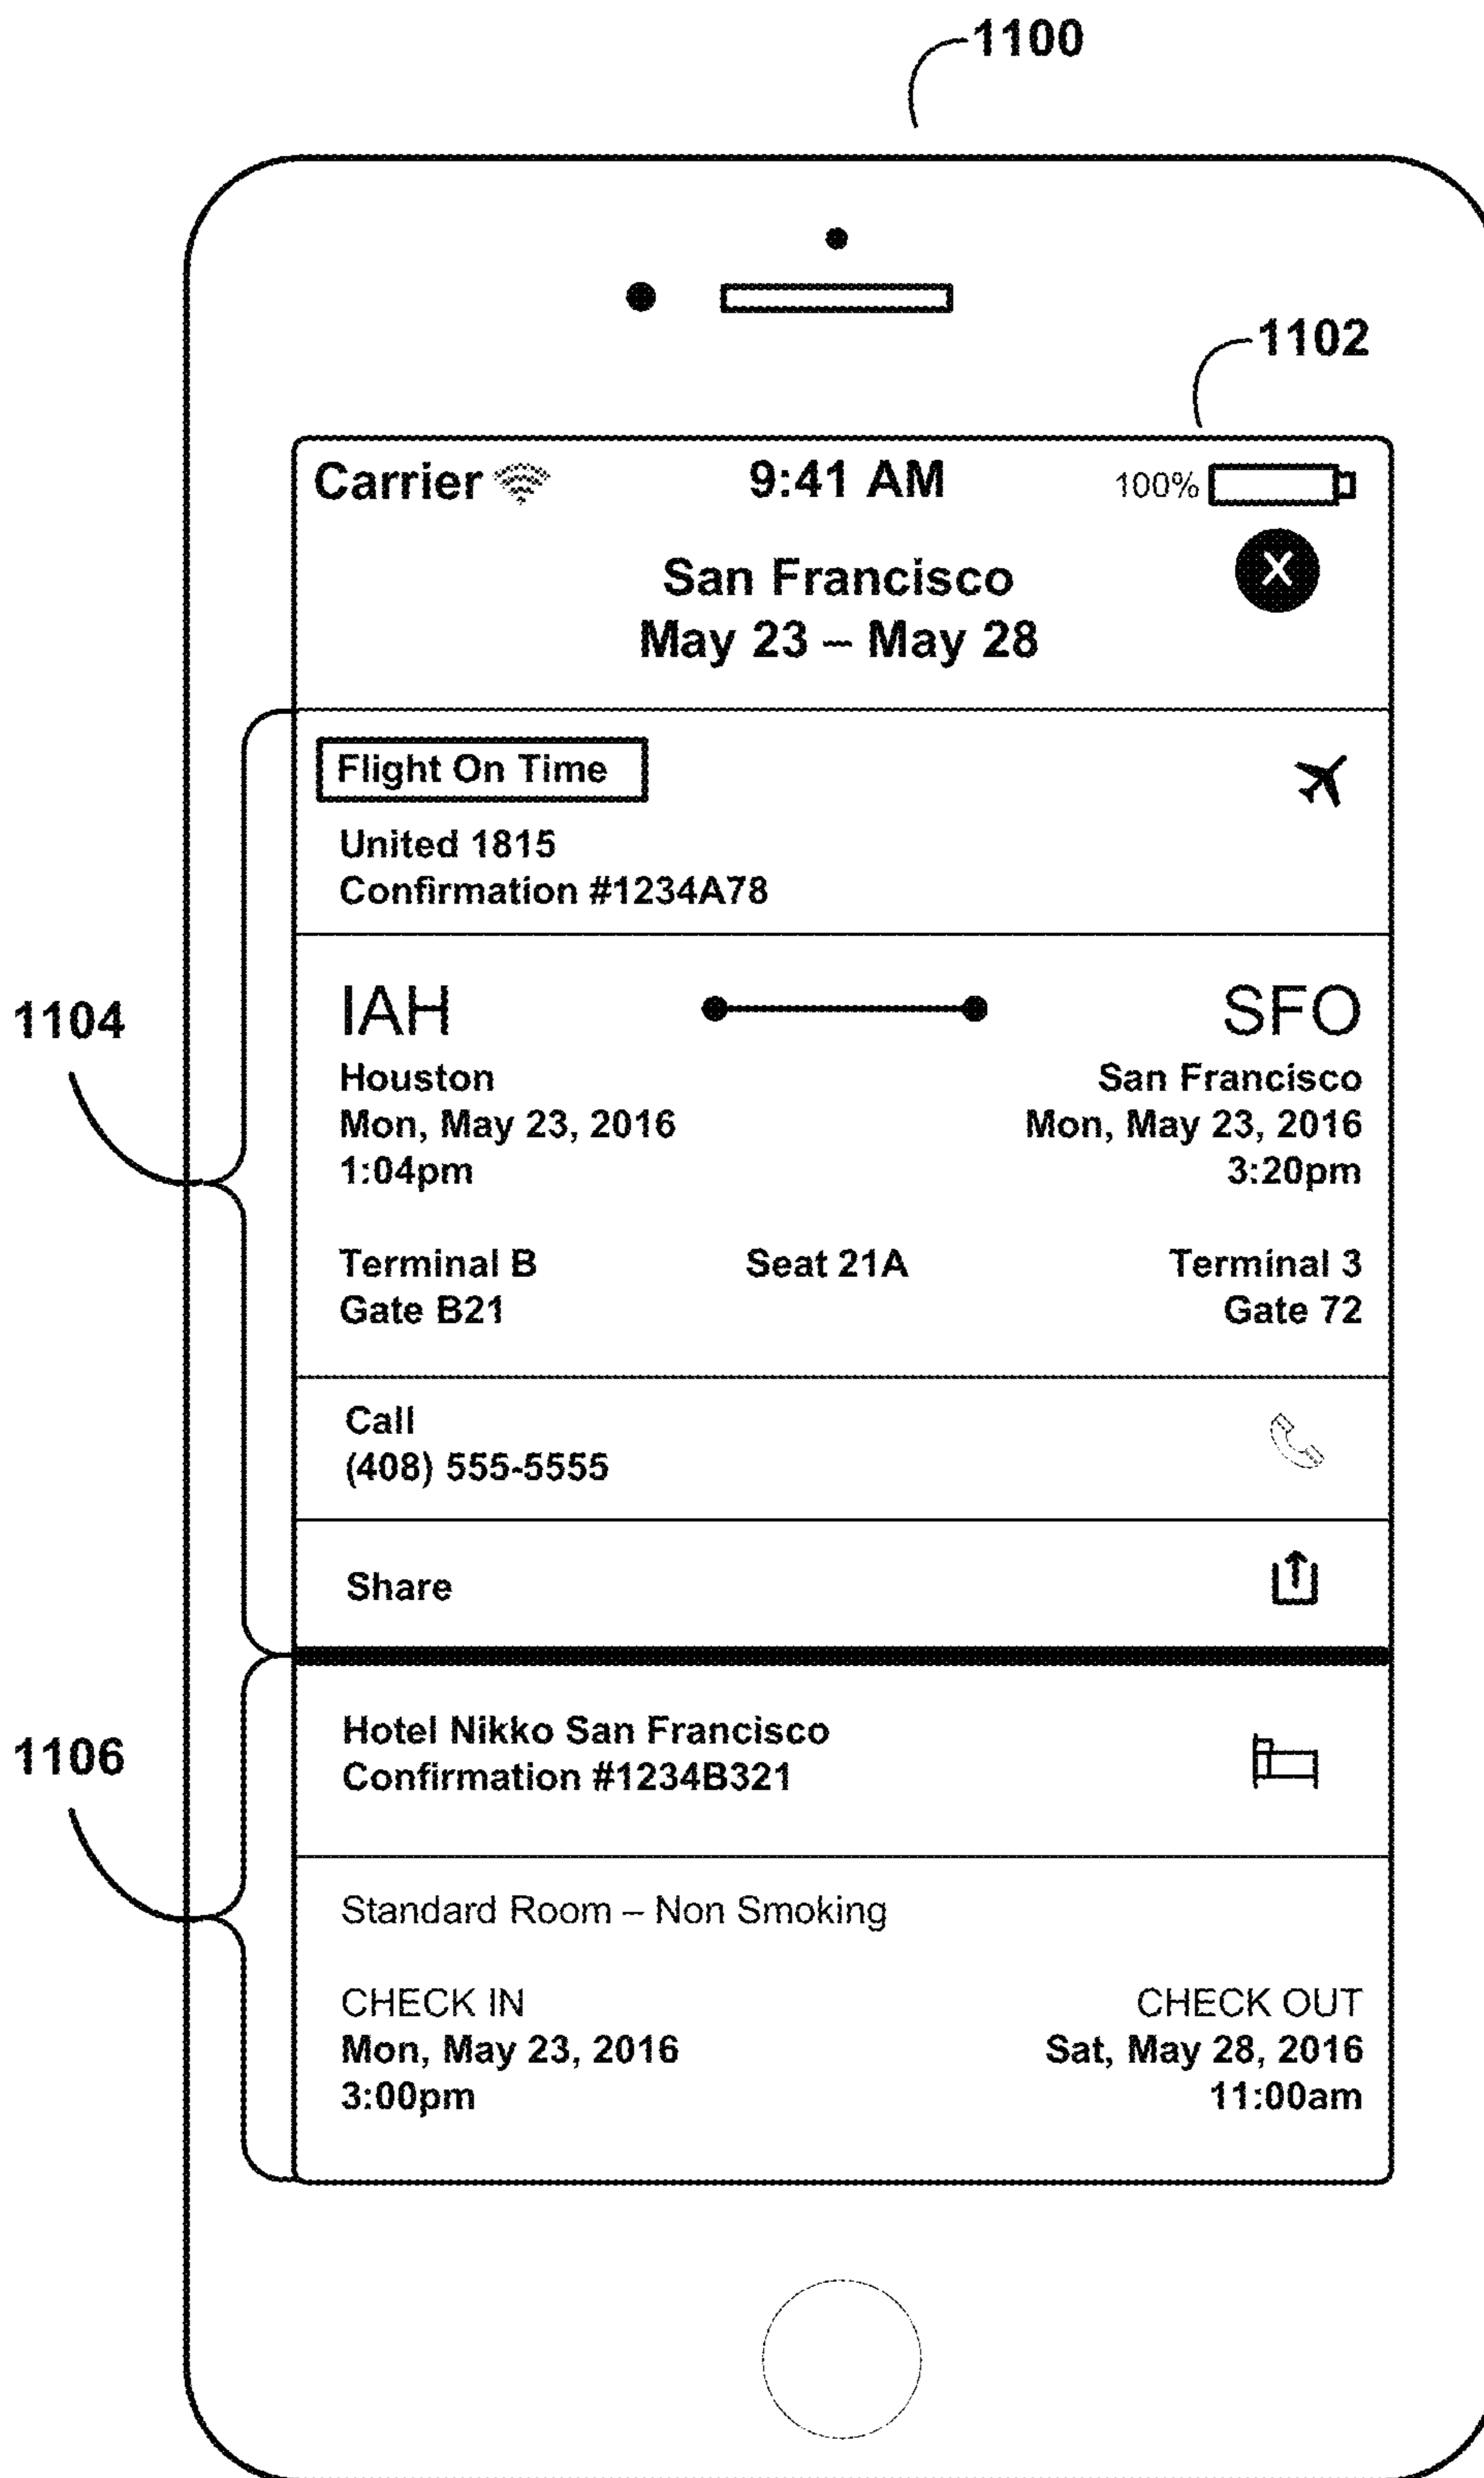 1100
1102
Carrier 9:41 AM 100%
San Francisco
X
May 23 – May 28
Flight On Time
United 1815
Confirmation #1234A78
1104
IAH SFO
Houston San Francisco
Mon, May 23, 2016 Mon, May 23, 2016
1:04pm 3:20pm
Terminal B Seat 21A Terminal 3
Gate B21 Gate 72
Call
(408) 555-5555
Share
1106
Hotel Nikko San Francisco
Confirmation #1234B321
Standard Room – Non Smoking
CHECK IN CHECK OUT
Mon, May 23, 2016 Sat, May 28, 2016
3:00pm 11:00am